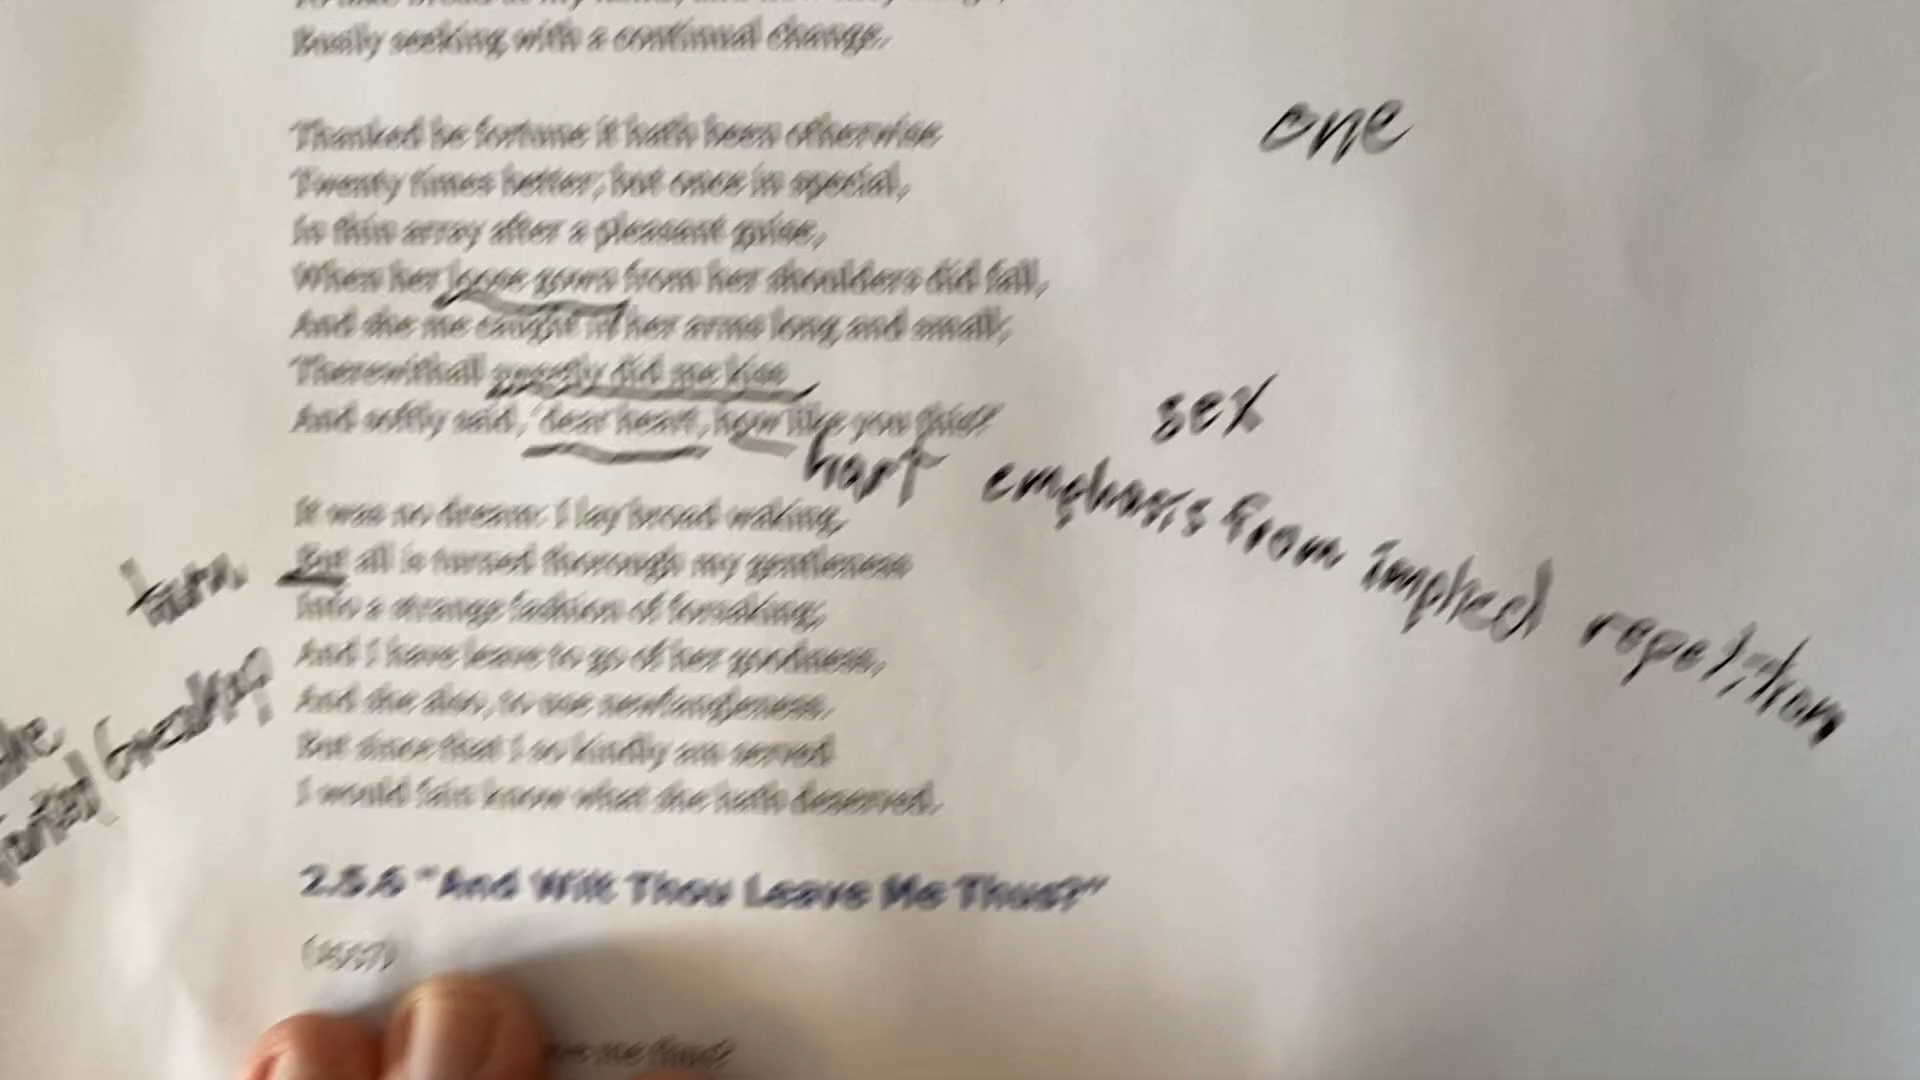 Busily seeking with a continual change.
Thanked be fortune it hath been otherwise
one
Twenty times better; but once in special,
In thin array after a pleasant guise,
When her loose gown from her shoulders did fall,
And she me caught in her arms long and small;
Therewithall sweetly did me kiss
sex
And softly said, 'dear heart, how like you this?'
hart emphasis from implied repetition
It was no dream: I lay broad waking;
turn
But all is turned thorough my gentleness
Into a strange fashion of forsaking;
And I have leave to go of her goodness,
breakup
And she also, to use newfangleness.
But since that I so kindly am served
I would fain know what she hath deserved.
2.5.6 "And Wilt Thou Leave Me Thus?"
(1557)
me thus?